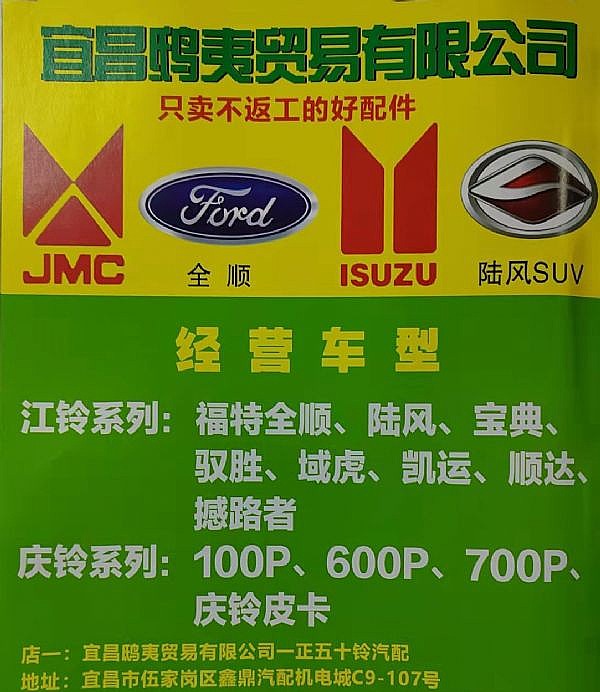 宜昌鸱夷贸易有限公司
只卖不返工的好配件
JMC
Ford
全顺
ISUZU
陆风SUV
经营车型
江铃系列：福特全顺、陆风、宝典、
驭胜、域虎、凯运、顺达、
撼路者
庆铃系列：100P、600P、700P、
庆铃皮卡
店一：宜昌鸱夷贸易有限公司一正五十铃汽配
地址：宜昌市伍家岗区鑫鼎汽配机电城C9-107号